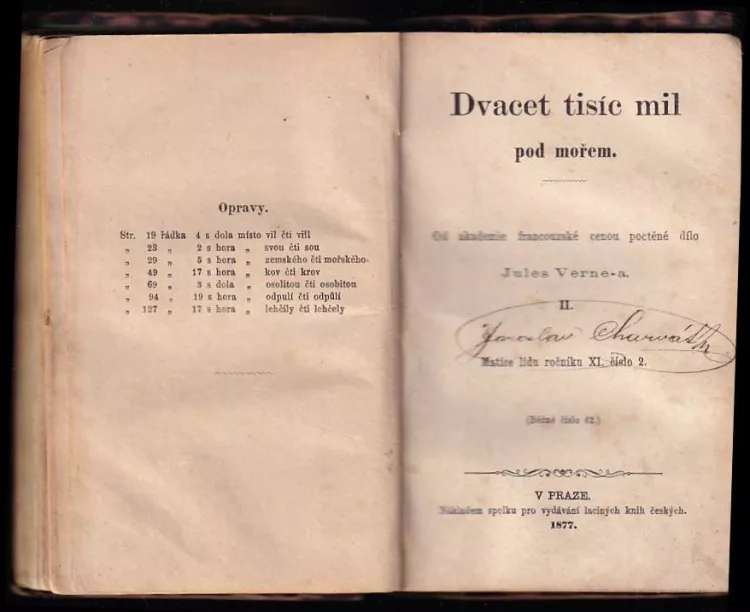 Opravy.
Str. 19 řádka 4 s dola místo vil čti vili
„ 23 „ 2 s hora „ svou čti sou
„ 29 „ 5 s hora „ zemského čti mořského
„ 49 „ 17 s hora „ kov čti krov
„ 69 „ 3 s dola „ osolitou čti osobitou
„ 94 „ 19 s hora „ odpulí čti odpůlí
„ 127 „ 17 s hora „ lehčily čti lehčely
Dvacet tisíc mil
pod mořem.
Od akademie francouzské cenou poctěné dílo
Jules Verne-a.
II.
Jaroslav Charvát
Matice lidu ročníku XI. číslo 2.
(Běžné číslo 62.)
V PRAZE.
Nákladem spolku pro vydávání laciných knih českých.
1877.